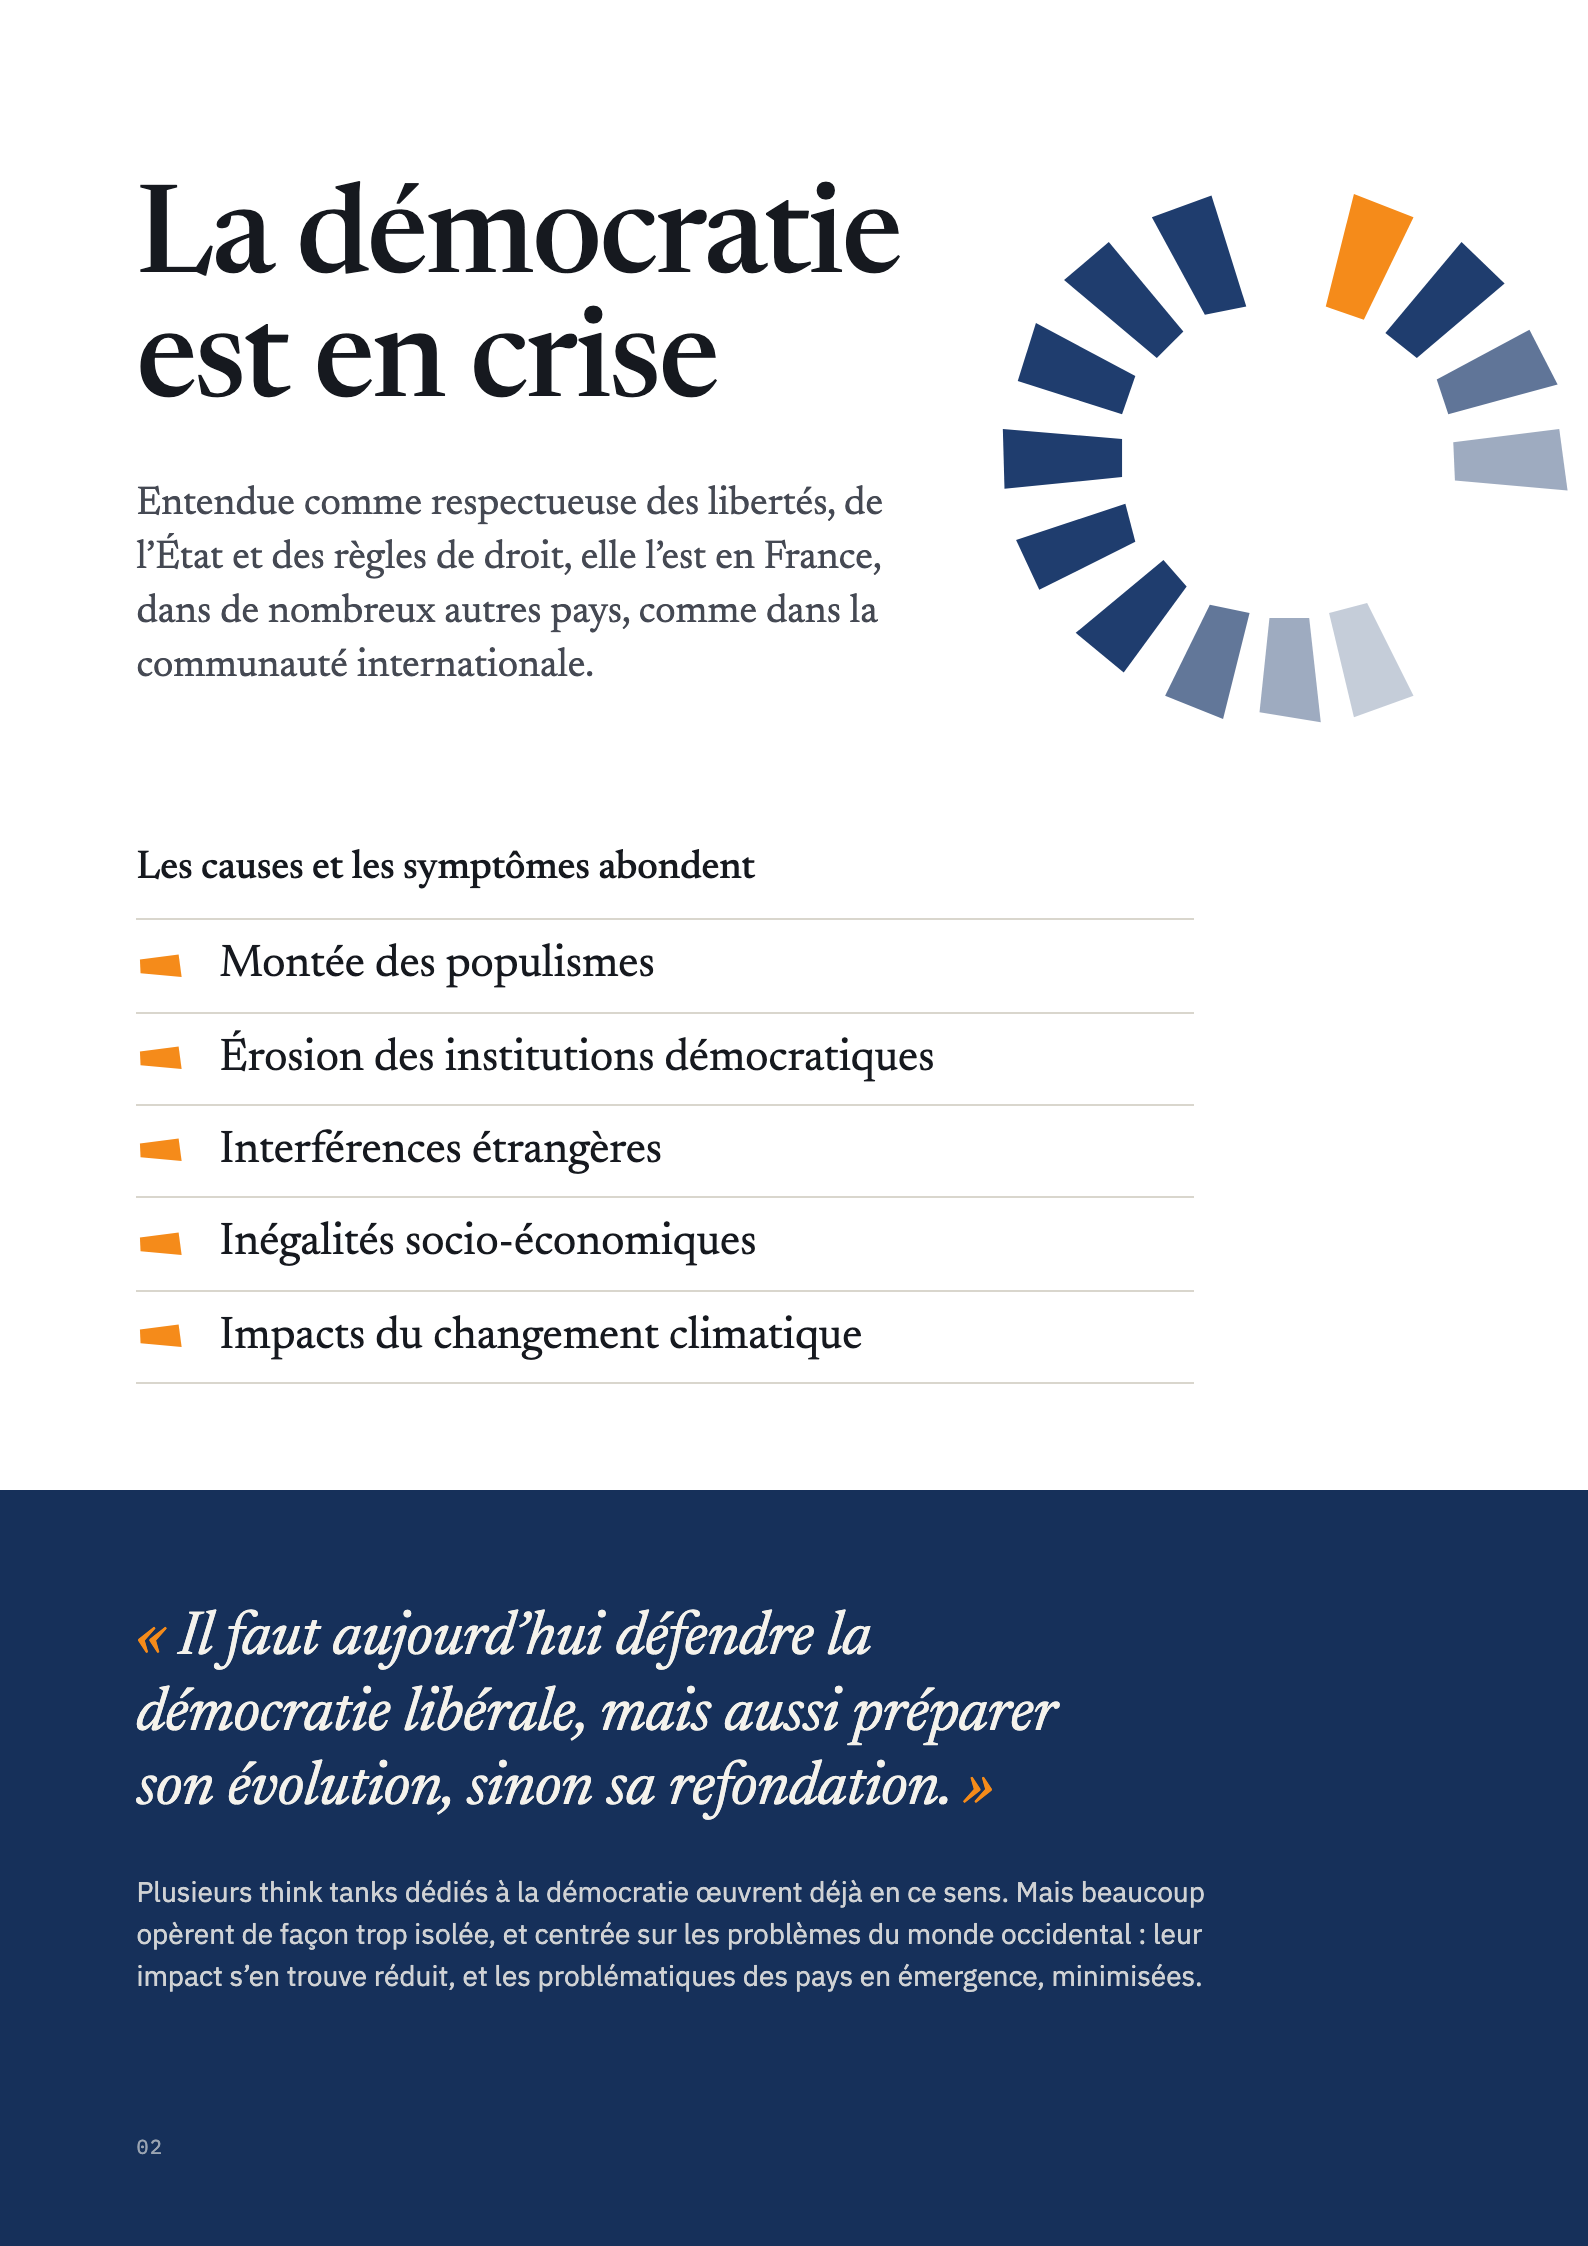 La démocratie
est en crise
Entendue comme respectueuse des libertés, de
l’État et des règles de droit, elle l’est en France,
dans de nombreux autres pays, comme dans la
communauté internationale.
Les causes et les symptômes abondent
Montée des populismes
Érosion des institutions démocratiques
Interférences étrangères
Inégalités socio-économiques
Impacts du changement climatique
« Il faut aujourd’hui défendre la
démocratie libérale, mais aussi préparer
son évolution, sinon sa refondation. »
Plusieurs think tanks dédiés à la démocratie œuvrent déjà en ce sens. Mais beaucoup
opèrent de façon trop isolée, et centrée sur les problèmes du monde occidental : leur
impact s’en trouve réduit, et les problématiques des pays en émergence, minimisées.
02